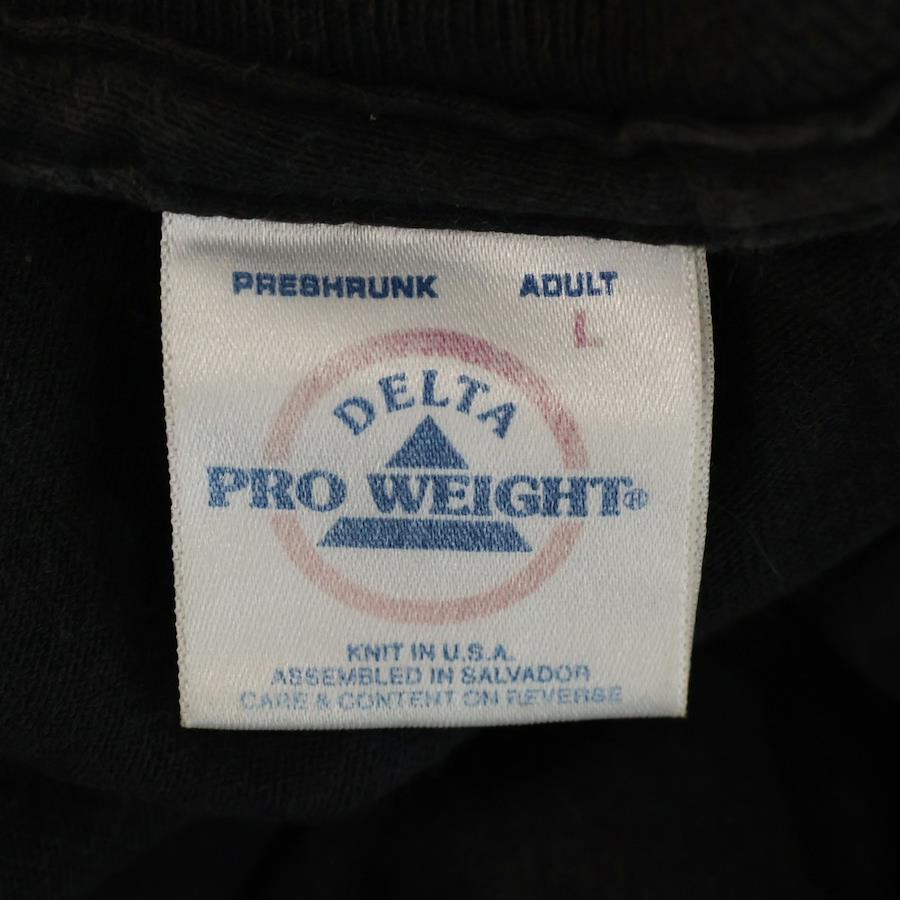 PRESHRUNK ADULT
L
DELTA
PRO WEIGHT®
KNIT IN U.S.A.
ASSEMBLED IN SALVADOR
CARE & CONTENT ON REVERSE